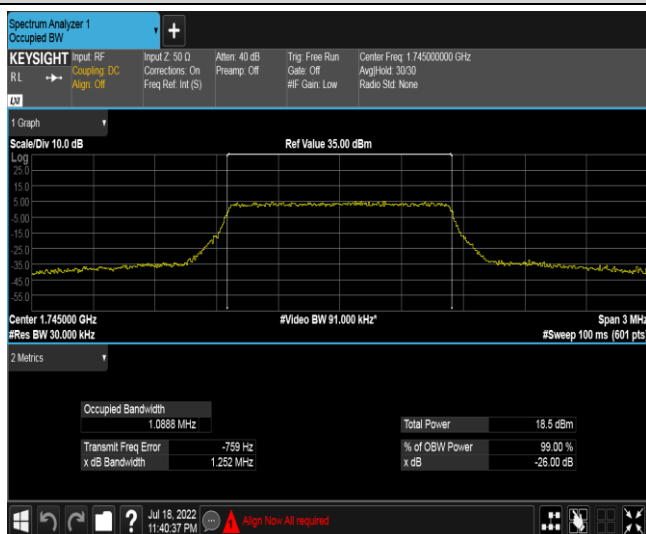 Spectrum Analyzer 1
Occupied BW
+
KEYSIGHT Input: RF Input Z: 50 Ω Atten: 40 dB Trig: Free Run Center Freq: 1.745000000 GHz
RL Coupling: DC Corrections: On Preamp: Off Gate: Off Avg|Hold: 30/30
Align: Off Freq Ref: Int (S) #IF Gain: Low Radio Std: None
LXI
1 Graph
Scale/Div 10.0 dB Ref Value 35.00 dBm
Log
25.0
15.0
5.00
-5.00
-15.0
-25.0
-35.0
-45.0
-55.0
Center 1.745000 GHz #Video BW 91.000 kHz* Span 3 MHz
#Res BW 30.000 kHz #Sweep 100 ms (601 pts)
2 Metrics
Occupied Bandwidth
1.0888 MHz Total Power 18.5 dBm
Transmit Freq Error -759 Hz % of OBW Power 99.00 %
x dB Bandwidth 1.252 MHz x dB -26.00 dB
? Jul 18, 2022
11:40:37 PM Align Now All required